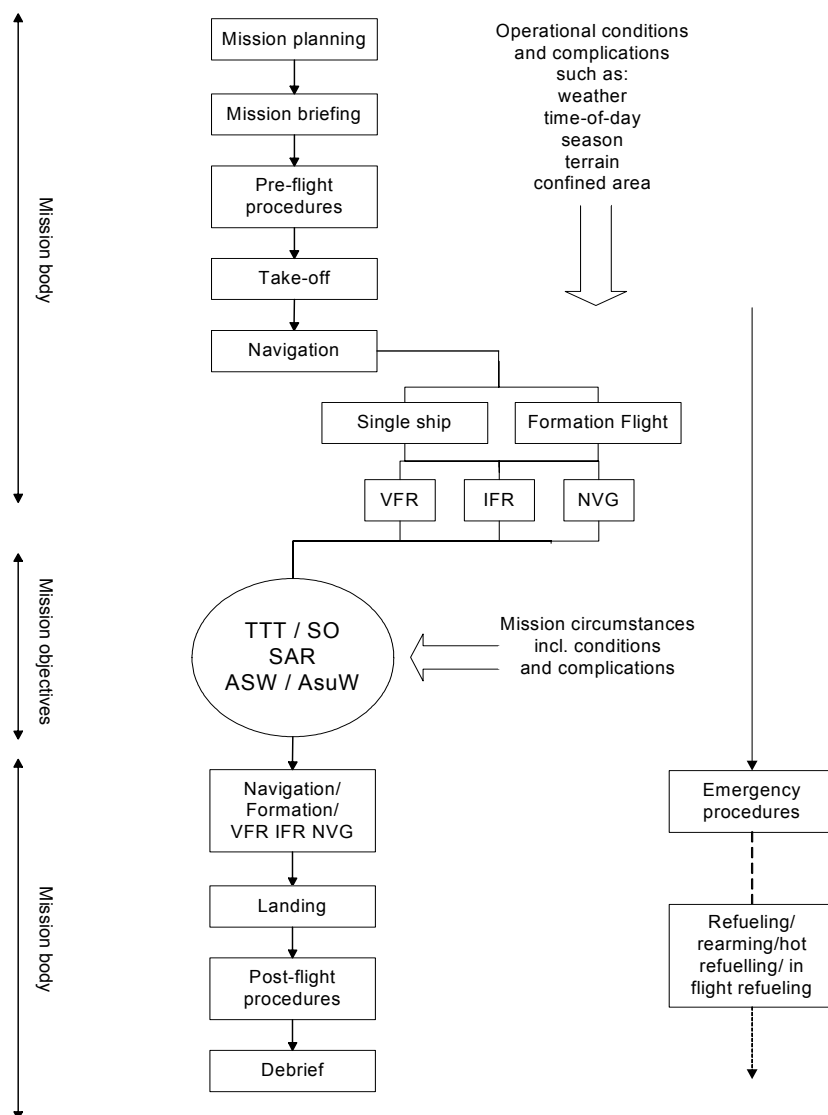 Mission planning
Mission briefing
Pre-flight
procedures
Take-off
Navigation
Operational conditions
and complications
such as:
weather
time-of-day
season
terrain
confined area
Mission body
Single ship
Formation Flight
VFR
IFR
NVG
Mission objectives
TTT / SO
SAR
ASW / AsuW
Mission circumstances
incl. conditions
and complications
Mission body
Navigation/
Formation/
VFR IFR NVG
Landing
Post-flight
procedures
Debrief
Emergency
procedures
Refueling/
rearming/hot
refuelling/ in
flight refueling